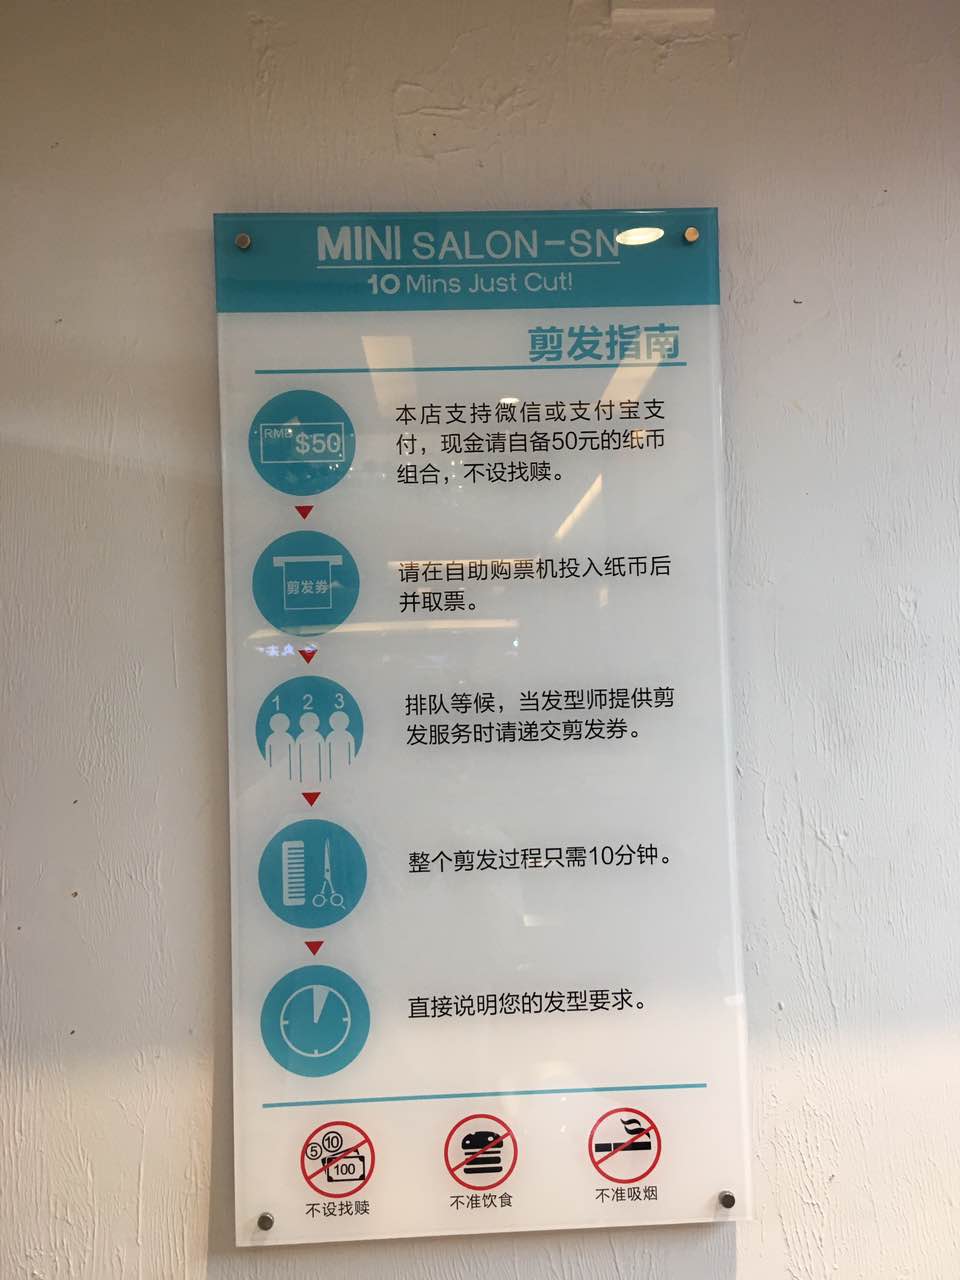 MINI SALON-SN
10 Mins Just Cut!
剪发指南
RMB
$50
本店支持微信或支付宝支
付，现金请自备50元的纸币
组合，不设找赎。
剪发券
请在自助购票机投入纸币后
并取票。
1 2 3
排队等候，当发型师提供剪
发服务时请递交剪发券。
整个剪发过程只需10分钟。
直接说明您的发型要求。
5 10
100
不设找赎
不准饮食
不准吸烟